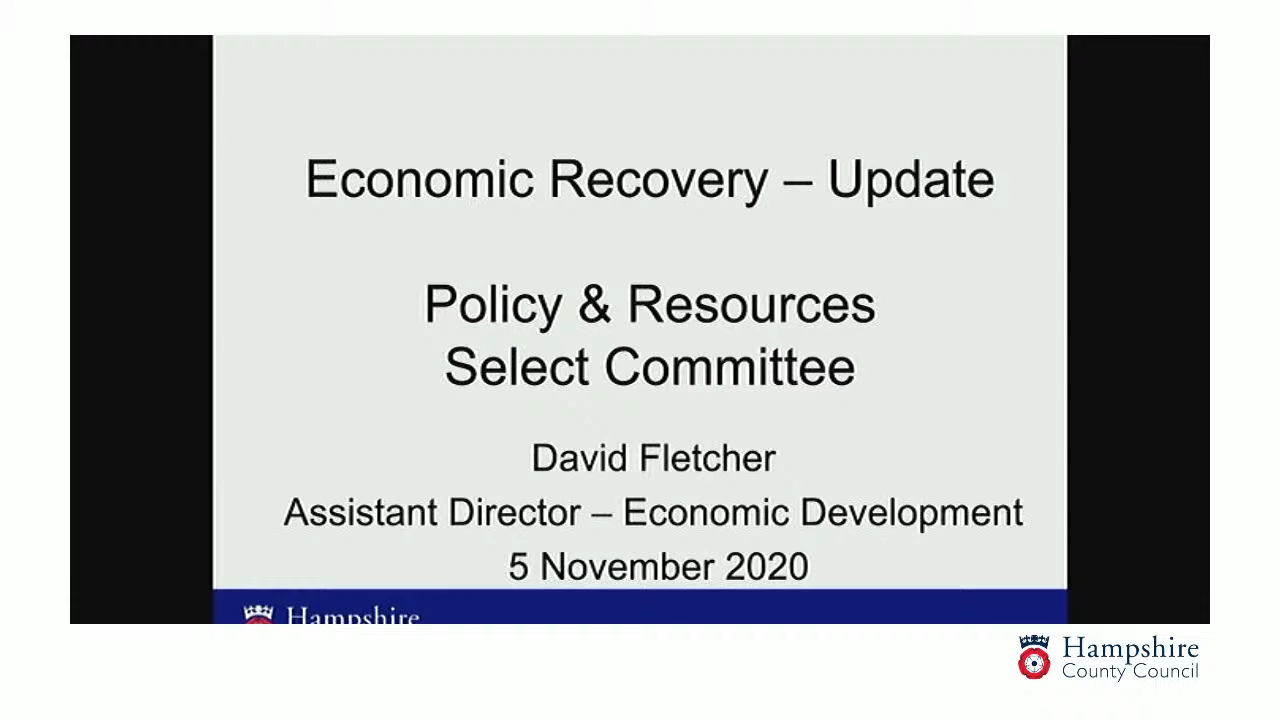 Economic Recovery – Update
Policy & Resources
Select Committee
David Fletcher
Assistant Director – Economic Development
5 November 2020
Hampshire
Hampshire
County Council